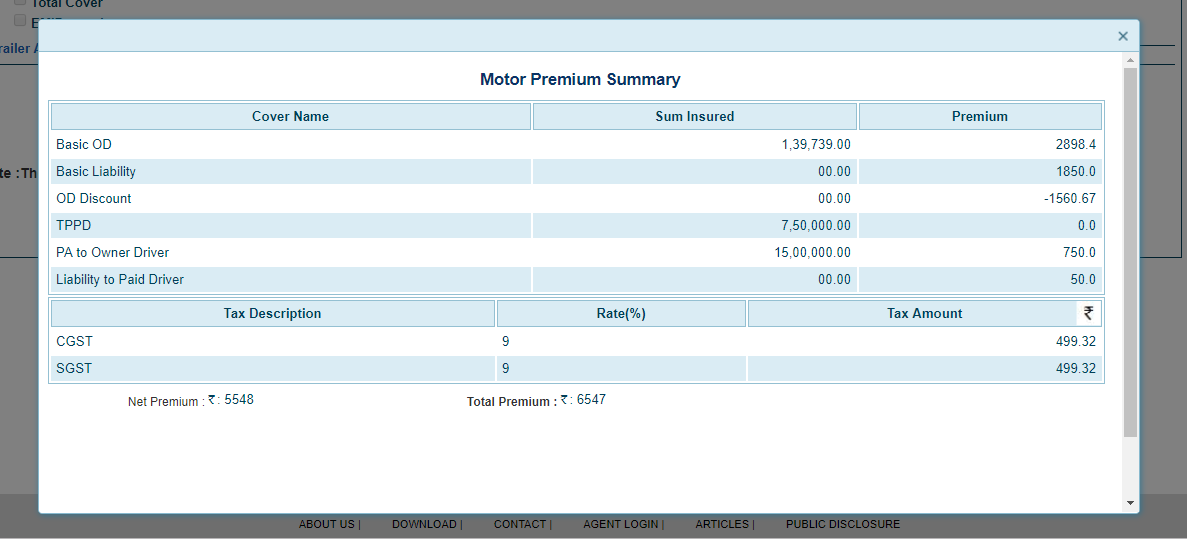 Total Cover
railer A
×
Motor Premium Summary
Cover Name Sum Insured Premium
Basic OD 1,39,739.00 2898.4
Basic Liability 00.00 1850.0
OD Discount 00.00 -1560.67
te :Th
TPPD 7,50,000.00 0.0
PA to Owner Driver 15,00,000.00 750.0
Liability to Paid Driver 00.00 50.0
Tax Description Rate(%) Tax Amount ₹
CGST 9 499.32
SGST 9 499.32
Net Premium : ₹ : 5548 Total Premium : ₹ : 6547
ABOUT US | DOWNLOAD | CONTACT | AGENT LOGIN | ARTICLES | PUBLIC DISCLOSURE